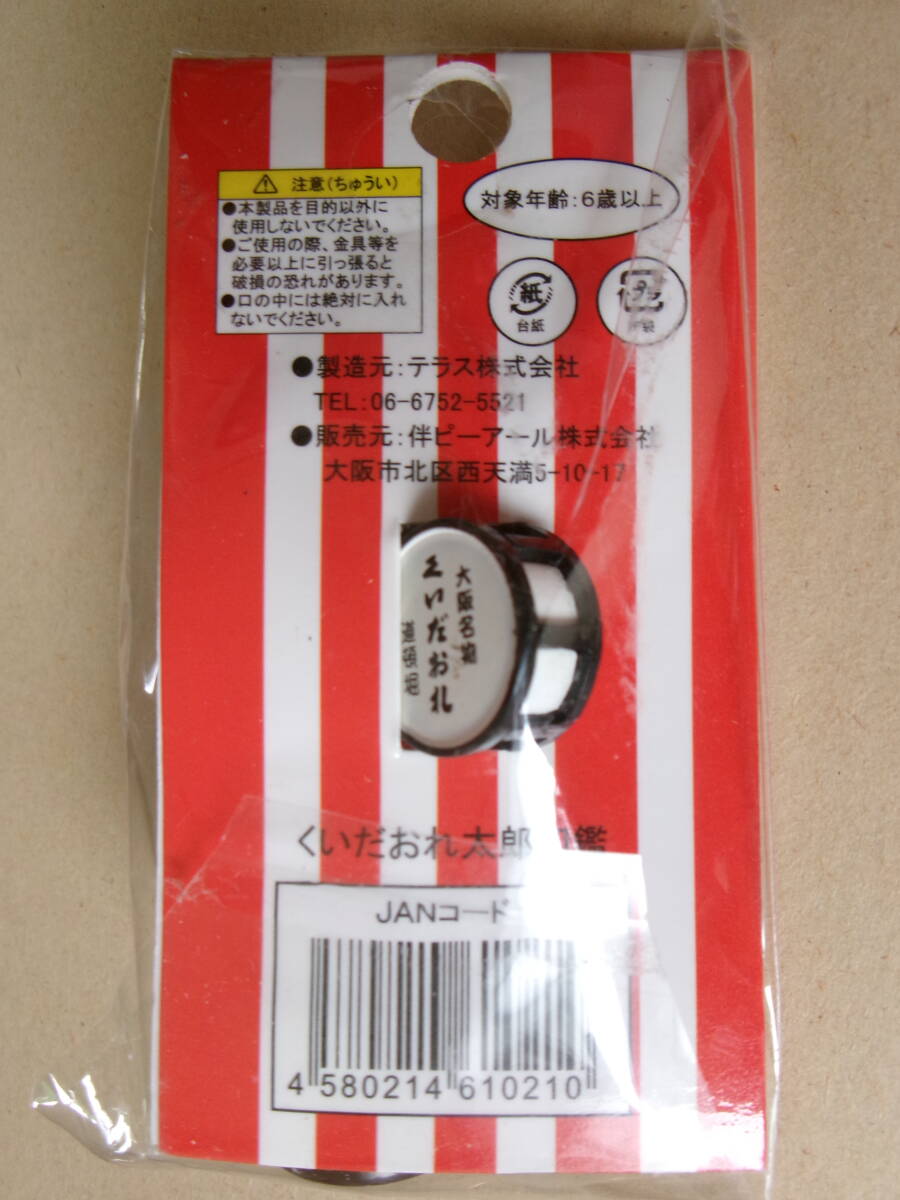 注意(ちゅうい)
●本製品を目的以外に
使用しないでください。
●ご使用の際、金具等を
必要以上に引っ張ると
破損の恐れがあります。
●口の中には絶対に入れ
ないでください。
対象年齢:6歳以上
紙
台紙
プラ
●製造元:テラス株式会社
TEL:06-6752-5521
●販売元:伴ピーアール株式会社
大阪市北区西天満5-10-17
大阪名物
くいだおれ
道頓堀
くいだおれ太郎
JANコード
4 580214 610210